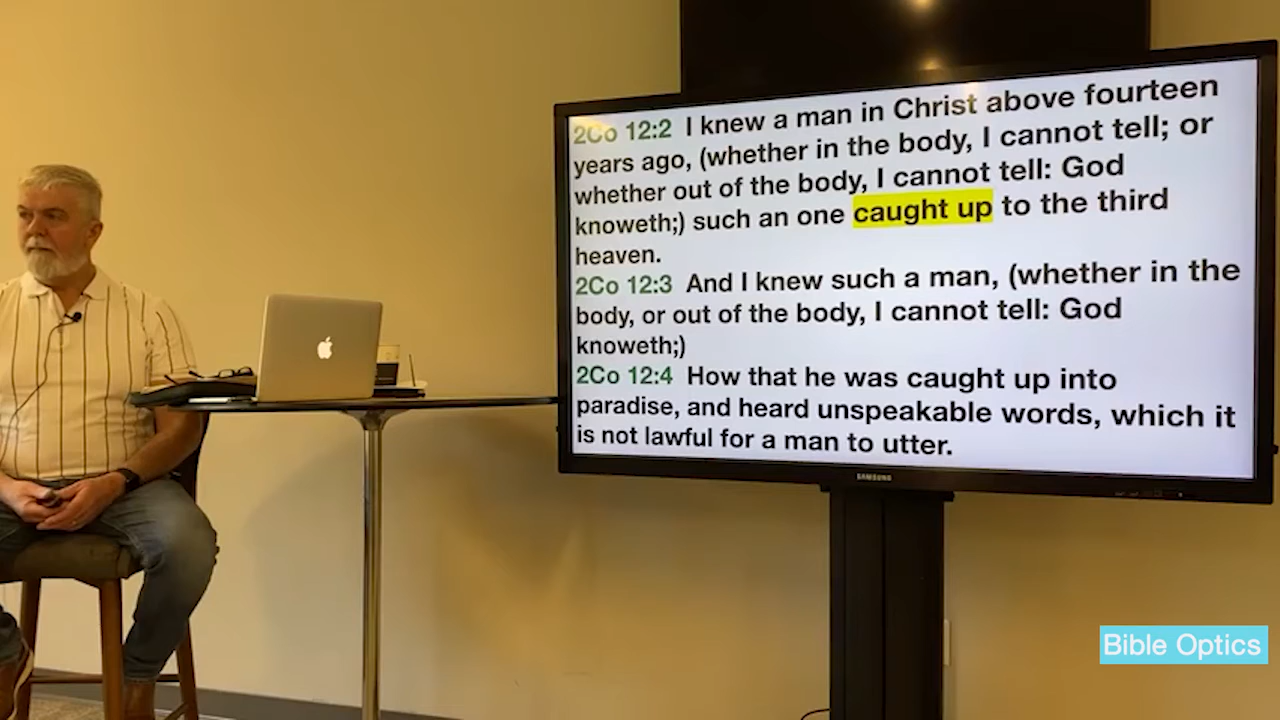 2Co 12:2 I knew a man in Christ above fourteen
years ago, (whether in the body, I cannot tell; or
whether out of the body, I cannot tell: God
knoweth;) such an one caught up to the third
heaven.
2Co 12:3 And I knew such a man, (whether in the
body, or out of the body, I cannot tell: God
knoweth;)
2Co 12:4 How that he was caught up into
paradise, and heard unspeakable words, which it
is not lawful for a man to utter.
SAMSUNG
Bible Optics